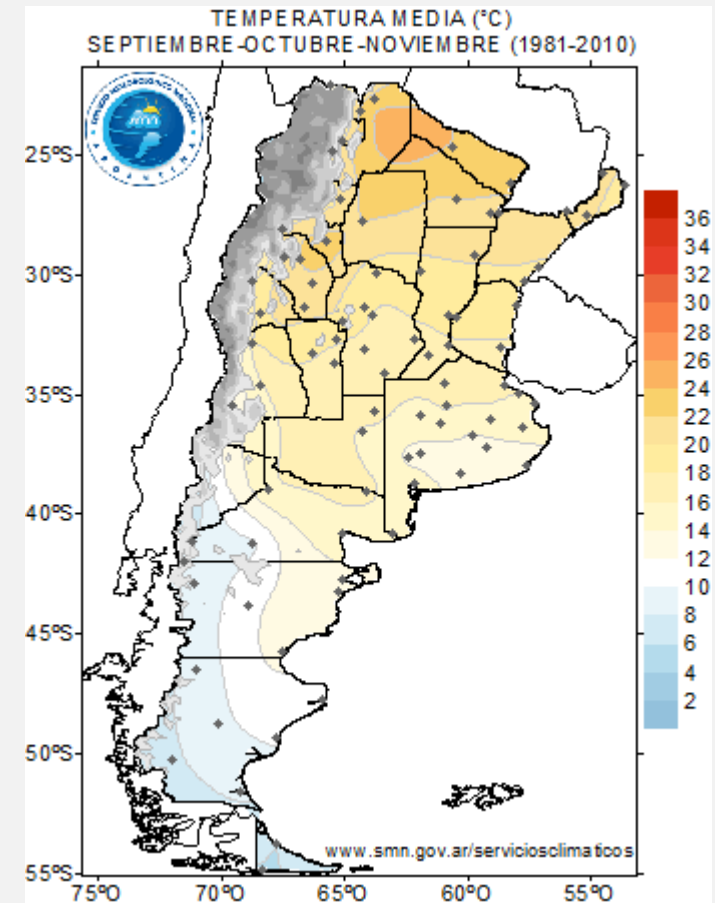 TEMPERATURA MEDIA (°C)
SEPTIEMBRE-OCTUBRE-NOVIEMBRE (1981-2010)
25ºS
30ºS
35ºS
40ºS
45ºS
50ºS
55ºS
36
34
32
30
28
26
24
22
20
18
16
14
12
10
8
6
4
2
www.smn.gov.ar/serviciosclimaticos
75ºO
70ºO
65ºO
60ºO
55ºO